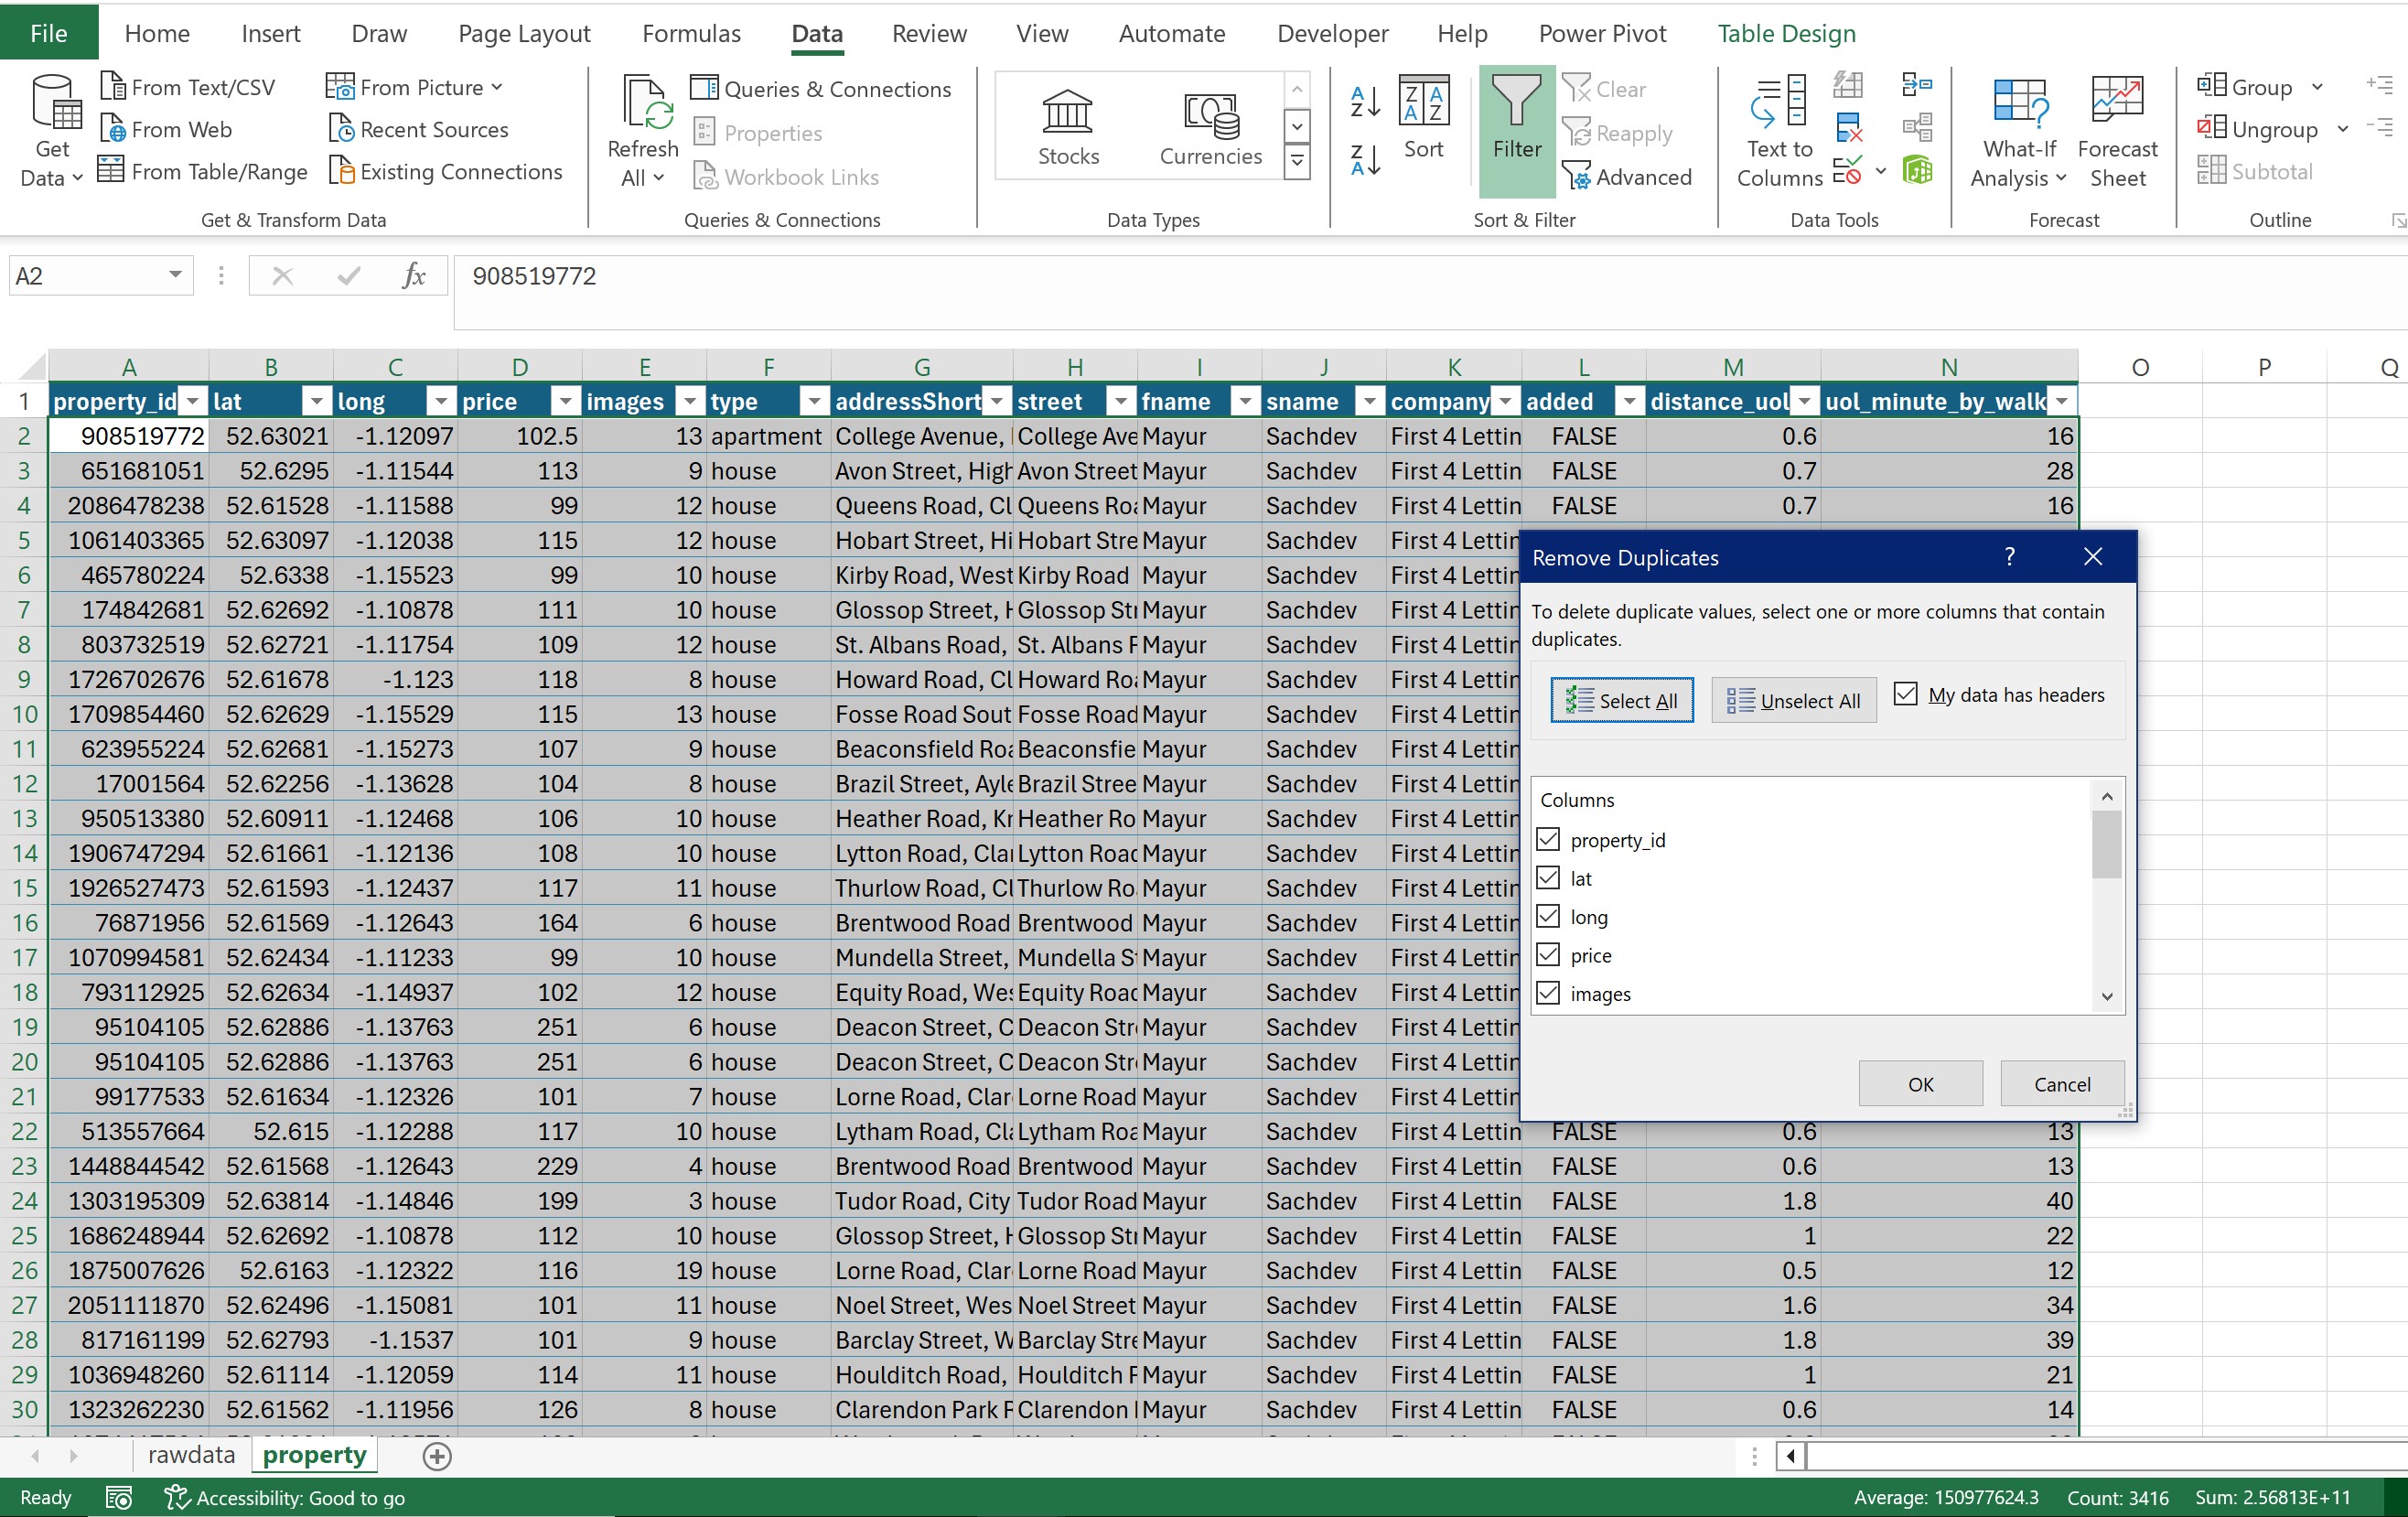 File Home Insert Draw Page Layout Formulas Data Review View Automate Developer Help Power Pivot Table Design
From Text/CSV From Picture Queries & Connections Clear Group
From Web Recent Sources Properties Reapply Ungroup
Get Data From Table/Range Existing Connections Refresh All Workbook Links Stocks Currencies Sort Filter Advanced Text to Columns What-If Analysis Forecast Sheet Subtotal
Get & Transform Data Queries & Connections Data Types Sort & Filter Data Tools Forecast Outline
A2 fx 908519772
A B C D E F G H I J K L M N O P Q
1 property_id lat long price images type addressShort street fname sname company added distance_uol uol_minute_by_walk
2 908519772 52.63021 -1.12097 102.5 13 apartment College Avenue, College Ave Mayur Sachdev First 4 Lettin FALSE 0.6 16
3 651681051 52.6295 -1.11544 113 9 house Avon Street, High Avon Street Mayur Sachdev First 4 Lettin FALSE 0.7 28
4 2086478238 52.61528 -1.11588 99 12 house Queens Road, Cl Queens Roa Mayur Sachdev First 4 Lettin FALSE 0.7 16
5 1061403365 52.63097 -1.12038 115 12 house Hobart Street, Hi Hobart Stre Mayur Sachdev First 4 Lettin
6 465780224 52.6338 -1.15523 99 10 house Kirby Road, West Kirby Road Mayur Sachdev First 4 Lettin
7 174842681 52.62692 -1.10878 111 10 house Glossop Street, H Glossop Str Mayur Sachdev First 4 Lettin
8 803732519 52.62721 -1.11754 109 12 house St. Albans Road, St. Albans R Mayur Sachdev First 4 Lettin
9 1726702676 52.61678 -1.123 118 8 house Howard Road, Cl Howard Roa Mayur Sachdev First 4 Lettin
10 1709854460 52.62629 -1.15529 115 13 house Fosse Road Sout Fosse Road Mayur Sachdev First 4 Lettin
11 623955224 52.62681 -1.15273 107 9 house Beaconsfield Roa Beaconsfie Mayur Sachdev First 4 Lettin
12 17001564 52.62256 -1.13628 104 8 house Brazil Street, Ayle Brazil Stree Mayur Sachdev First 4 Lettin
13 950513380 52.60911 -1.12468 106 10 house Heather Road, Kn Heather Ro Mayur Sachdev First 4 Lettin
14 1906747294 52.61661 -1.12136 108 10 house Lytton Road, Clar Lytton Road Mayur Sachdev First 4 Lettin
15 1926527473 52.61593 -1.12437 117 11 house Thurlow Road, Cl Thurlow Ro Mayur Sachdev First 4 Lettin
16 76871956 52.61569 -1.12643 164 6 house Brentwood Road Brentwood Mayur Sachdev First 4 Lettin
17 1070994581 52.62434 -1.11233 99 10 house Mundella Street, Mundella St Mayur Sachdev First 4 Lettin
18 793112925 52.62634 -1.14937 102 12 house Equity Road, Wes Equity Road Mayur Sachdev First 4 Lettin
19 95104105 52.62886 -1.13763 251 6 house Deacon Street, C Deacon Str Mayur Sachdev First 4 Lettin
20 95104105 52.62886 -1.13763 251 6 house Deacon Street, C Deacon Str Mayur Sachdev First 4 Lettin
21 99177533 52.61634 -1.12326 101 7 house Lorne Road, Clar Lorne Road Mayur Sachdev First 4 Lettin
22 513557664 52.615 -1.12288 117 10 house Lytham Road, Cla Lytham Roa Mayur Sachdev First 4 Lettin FALSE 0.6 13
23 1448844542 52.61568 -1.12643 229 4 house Brentwood Road Brentwood Mayur Sachdev First 4 Lettin FALSE 0.6 13
24 1303195309 52.63814 -1.14846 199 3 house Tudor Road, City Tudor Road Mayur Sachdev First 4 Lettin FALSE 1.8 40
25 1686248944 52.62692 -1.10878 112 10 house Glossop Street, H Glossop Str Mayur Sachdev First 4 Lettin FALSE 1 22
26 1875007626 52.6163 -1.12322 116 19 house Lorne Road, Clar Lorne Road Mayur Sachdev First 4 Lettin FALSE 0.5 12
27 2051111870 52.62496 -1.15081 101 11 house Noel Street, Wes Noel Street Mayur Sachdev First 4 Lettin FALSE 1.6 34
28 817161199 52.62793 -1.1537 101 9 house Barclay Street, W Barclay Stre Mayur Sachdev First 4 Lettin FALSE 1.8 39
29 1036948260 52.61114 -1.12059 114 11 house Houlditch Road, Houlditch R Mayur Sachdev First 4 Lettin FALSE 1 21
30 1323262230 52.61562 -1.11956 126 8 house Clarendon Park R Clarendon Mayur Sachdev First 4 Lettin FALSE 0.6 14
Remove Duplicates ?
To delete duplicate values, select one or more columns that contain
duplicates.
Select All Unselect All My data has headers
Columns
property_id
lat
long
price
images
OK Cancel
rawdata property
Ready Accessibility: Good to go Average: 150977624.3 Count: 3416 Sum: 2.56813E+11